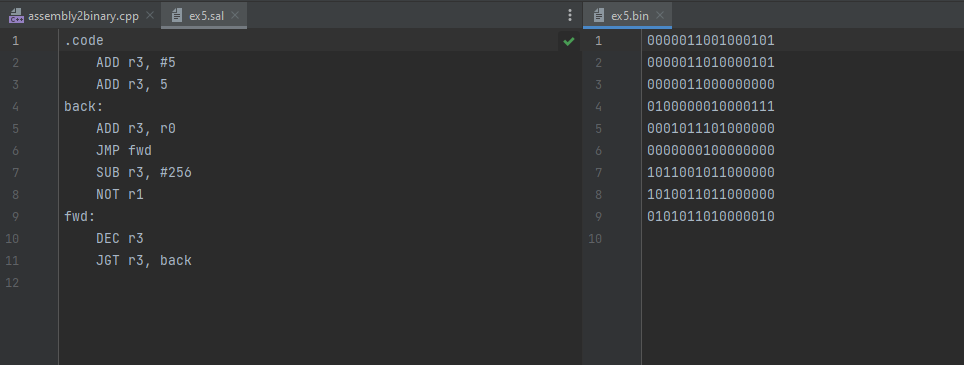 assembly2binary.cpp
ex5.sal
ex5.bin
1 .code
2 ADD r3, #5
3 ADD r3, 5
4 back:
5 ADD r3, r0
6 JMP fwd
7 SUB r3, #256
8 NOT r1
9 fwd:
10 DEC r3
11 JGT r3, back
12
1 0000011001000101
2 0000011010000101
3 0000011000000000
4 0100000010000111
5 0001011101000000
6 0000000100000000
7 1011001011000000
8 1010011011000000
9 0101011010000010
10